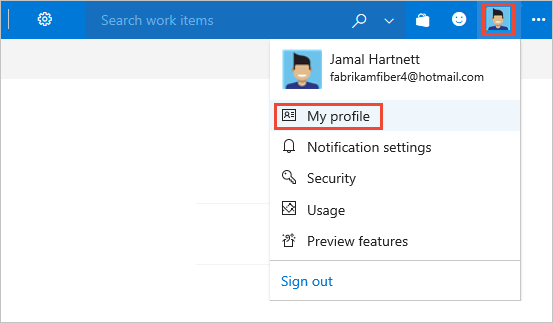 Search work items
Jamal Hartnett
fabrikamfiber4@hotmail.com
My profile
Notification settings
Security
Usage
Preview features
Sign out